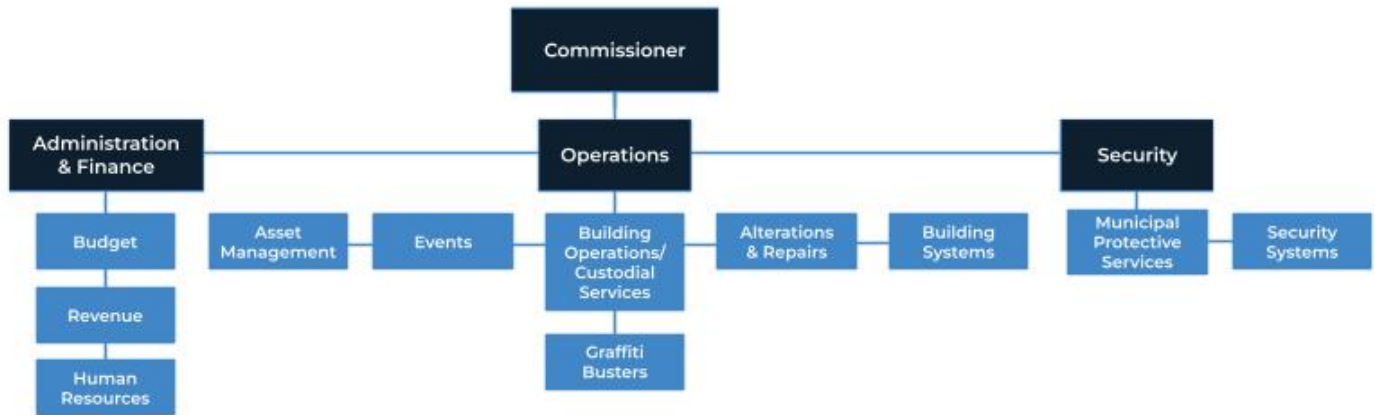 Commissioner
Administration
& Finance
Operations
Security
Budget
Asset
Management
Events
Building
Operations/
Custodial
Services
Alterations
& Repairs
Building
Systems
Municipal
Protective
Services
Security
Systems
Revenue
Graffiti
Busters
Human
Resources